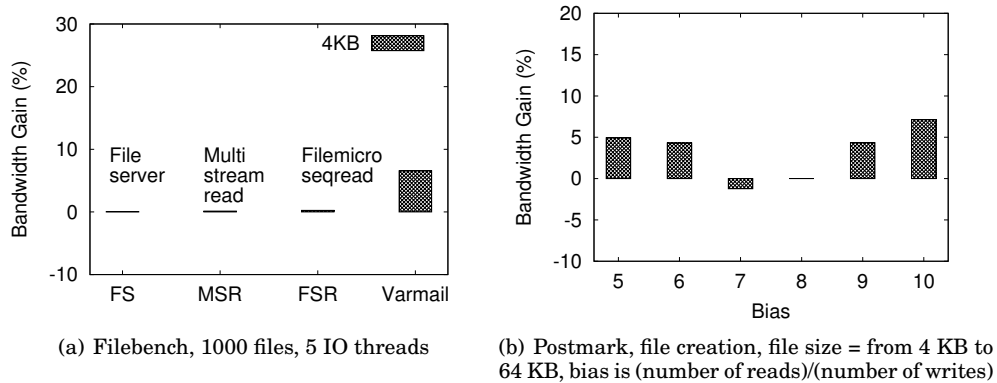 30
20
10
0
-10
Bandwidth Gain (%)
4KB
File
server
Multi
stream
read
Filemicro
seqread
FS MSR FSR Varmail
(a) Filebench, 1000 files, 5 IO threads
20
15
10
5
0
-5
-10
Bandwidth Gain (%)
5 6 7 8 9 10
Bias
(b) Postmark, file creation, file size = from 4 KB to
64 KB, bias is (number of reads)/(number of writes)